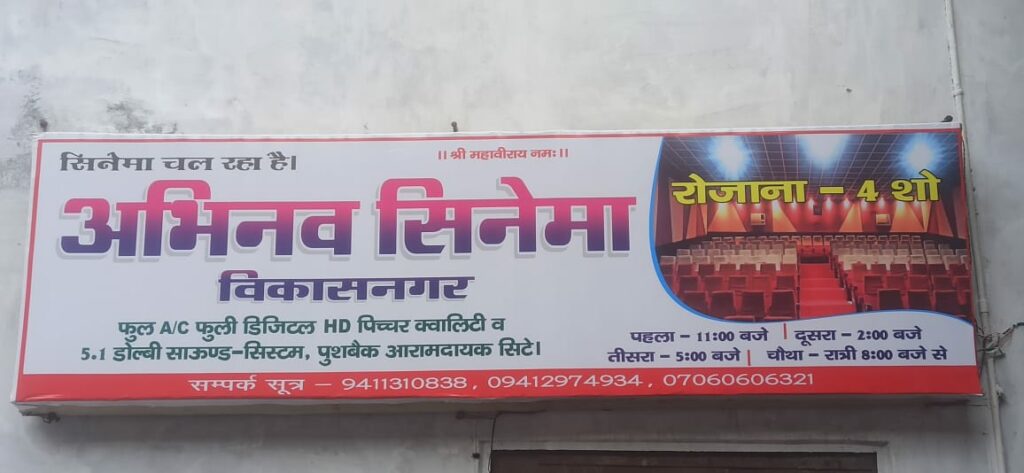 सिनेमा चल रहा है।
।। श्री महावीराय नमः।।
अभिनव सिनेमा
विकासनगर
फुल A/C फुली डिजिटल HD पिच्चर क्वालिटी व
5.1 डोल्बी साऊण्ड-सिस्टम, पुशबैक आरामदायक सिटे।
रोजाना – 4 शो
पहला – 11:00 बजे | दूसरा – 2:00 बजे
तीसरा – 5:00 बजे | चौथा – रात्री 8:00 बजे से
सम्पर्क सूत्र – 9411310838, 09412974934, 07060606321